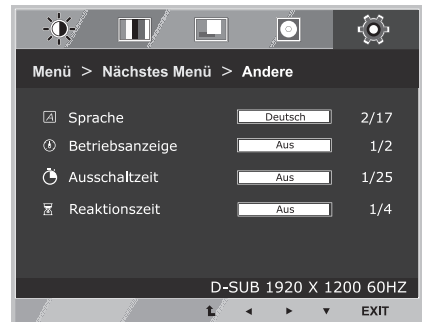 Menü > Nächstes Menü > Andere
A Sprache Deutsch 2/17
Betriebsanzeige Aus 1/2
Ausschaltzeit Aus 1/25
Reaktionszeit Aus 1/4
D-SUB 1920 X 1200 60HZ
EXIT